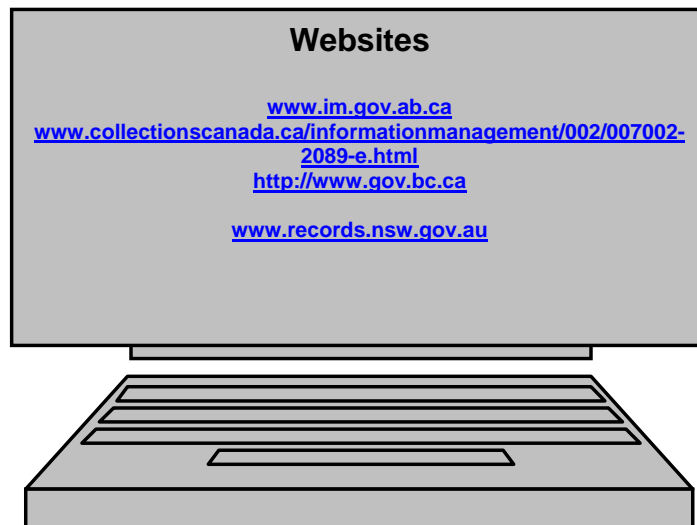 Websites
www.im.gov.ab.ca
www.collectionscanada.ca/informationmanagement/002/007002-
2089-e.html
http://www.gov.bc.ca
www.records.nsw.gov.au